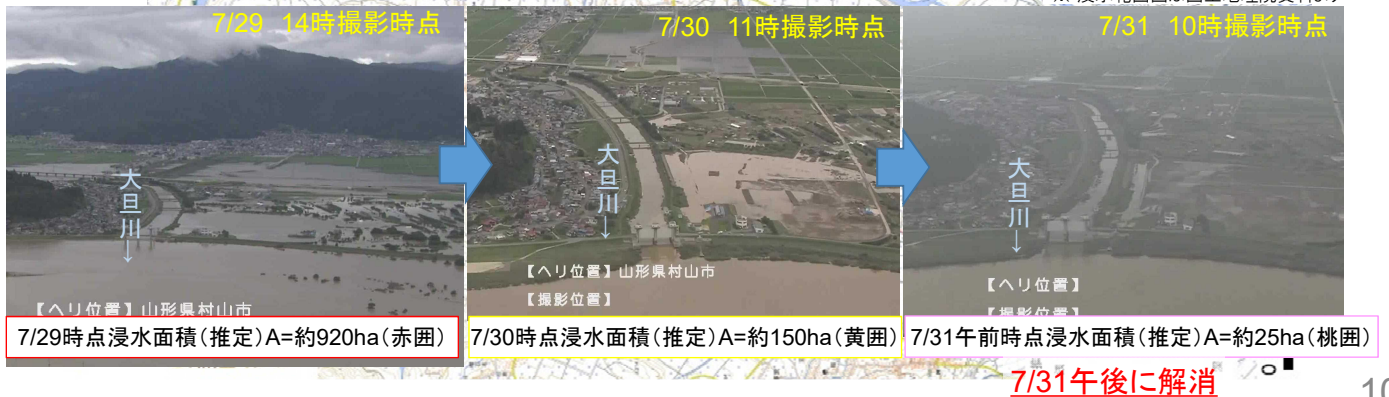 7/29 14時撮影時点
大旦川↓
【ヘリ位置】山形県村山市
7/29時点浸水面積（推定）A=約920ha（赤囲）
7/30 11時撮影時点
大旦川↓
【ヘリ位置】山形県村山市
【撮影位置】
7/30時点浸水面積（推定）A=約150ha（黄囲）
7/31 10時撮影時点
大旦川↓
【ヘリ位置】
7/31午前時点浸水面積（推定）A=約25ha（桃囲）
7/31午後に解消
10